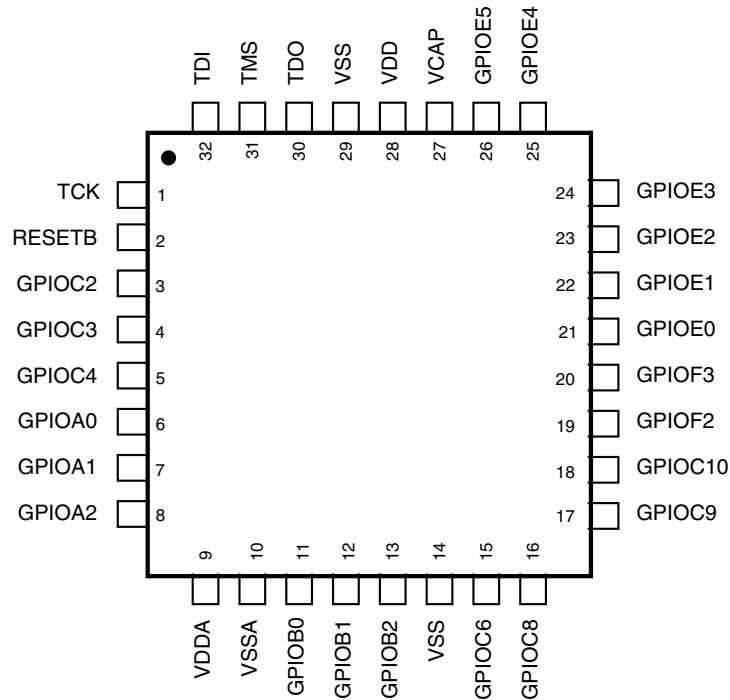 TDI
TMS
TDO
VSS
VDD
VCAP
GPIOE5
GPIOE4
32
31
30
29
28
27
26
25
TCK 1
RESETB 2
GPIOC2 3
GPIOC3 4
GPIOC4 5
GPIOA0 6
GPIOA1 7
GPIOA2 8
24 GPIOE3
23 GPIOE2
22 GPIOE1
21 GPIOE0
20 GPIOF3
19 GPIOF2
18 GPIOC10
17 GPIOC9
9
10
11
12
13
14
15
16
VDDA
VSSA
GPIOB0
GPIOB1
GPIOB2
VSS
GPIOC6
GPIOC8